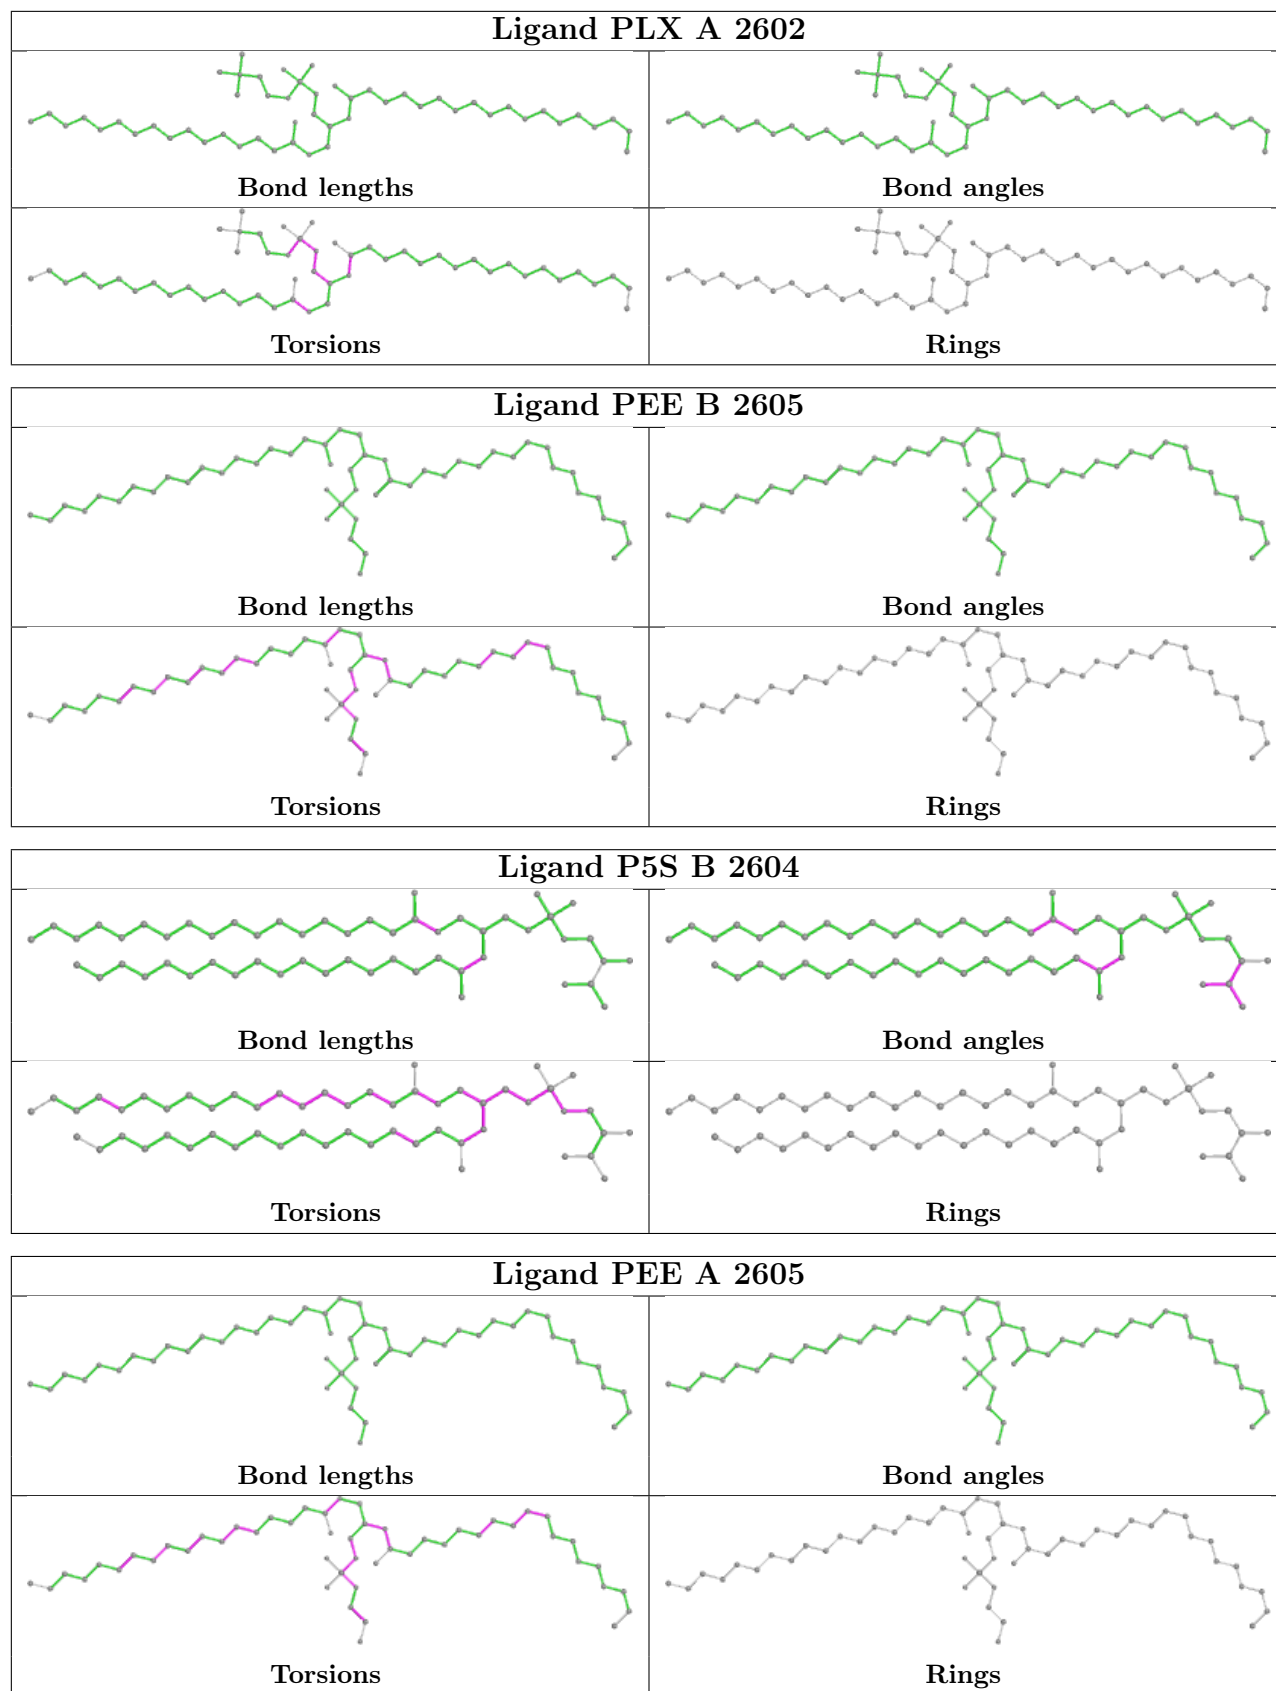 Ligand PLX A 2602
Bond lengths
Bond angles
Torsions
Rings
Ligand PEE B 2605
Bond lengths
Bond angles
Torsions
Rings
Ligand P5S B 2604
Bond lengths
Bond angles
Torsions
Rings
Ligand PEE A 2605
Bond lengths
Bond angles
Torsions
Rings